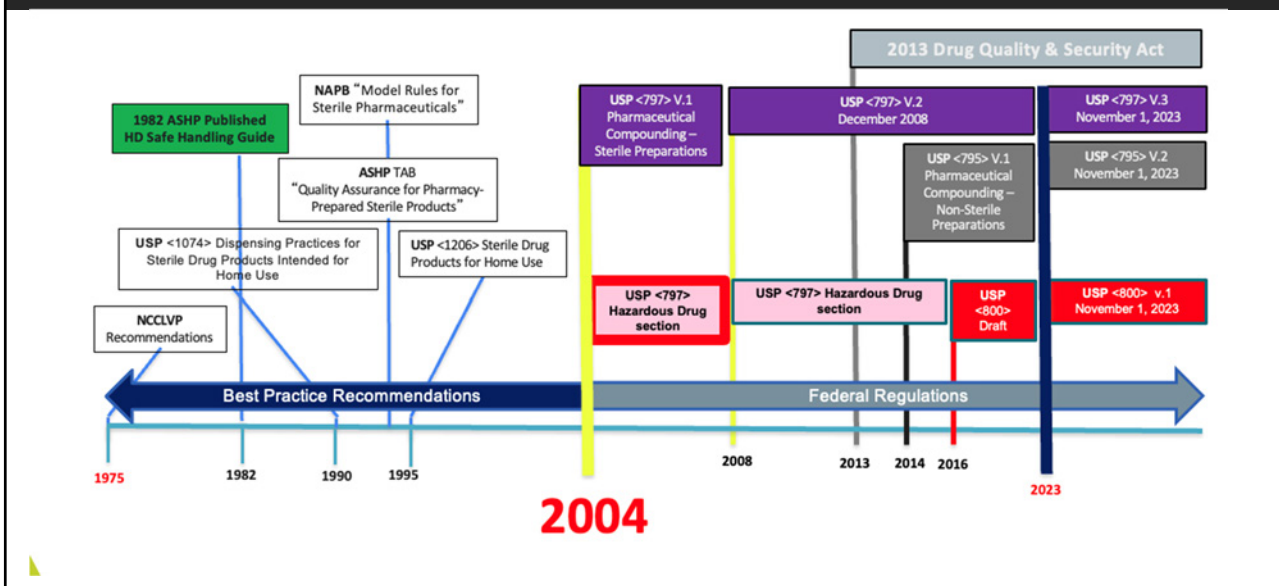 2013 Drug Quality & Security Act
NAPB “Model Rules for
Sterile Pharmaceuticals”
1982 ASHP Published
HD Safe Handling Guide
USP <797> V.1
Pharmaceutical
Compounding –
Sterile Preparations
USP <797> V.2
December 2008
USP <797> V.3
November 1, 2023
ASHP TAB
“Quality Assurance for Pharmacy-
Prepared Sterile Products”
USP <795> V.1
Pharmaceutical
Compounding –
Non-Sterile
Preparations
USP <795> V.2
November 1, 2023
USP <1074> Dispensing Practices for
Sterile Drug Products Intended for
Home Use
USP <1206> Sterile Drug
Products for Home Use
NCCLVP
Recommendations
USP <797>
Hazardous Drug
section
USP <797> Hazardous Drug
section
USP
<800>
Draft
USP <800> v.1
November 1, 2023
Best Practice Recommendations
Federal Regulations
1975
1982
1990
1995
2004
2008
2013
2014
2016
2023